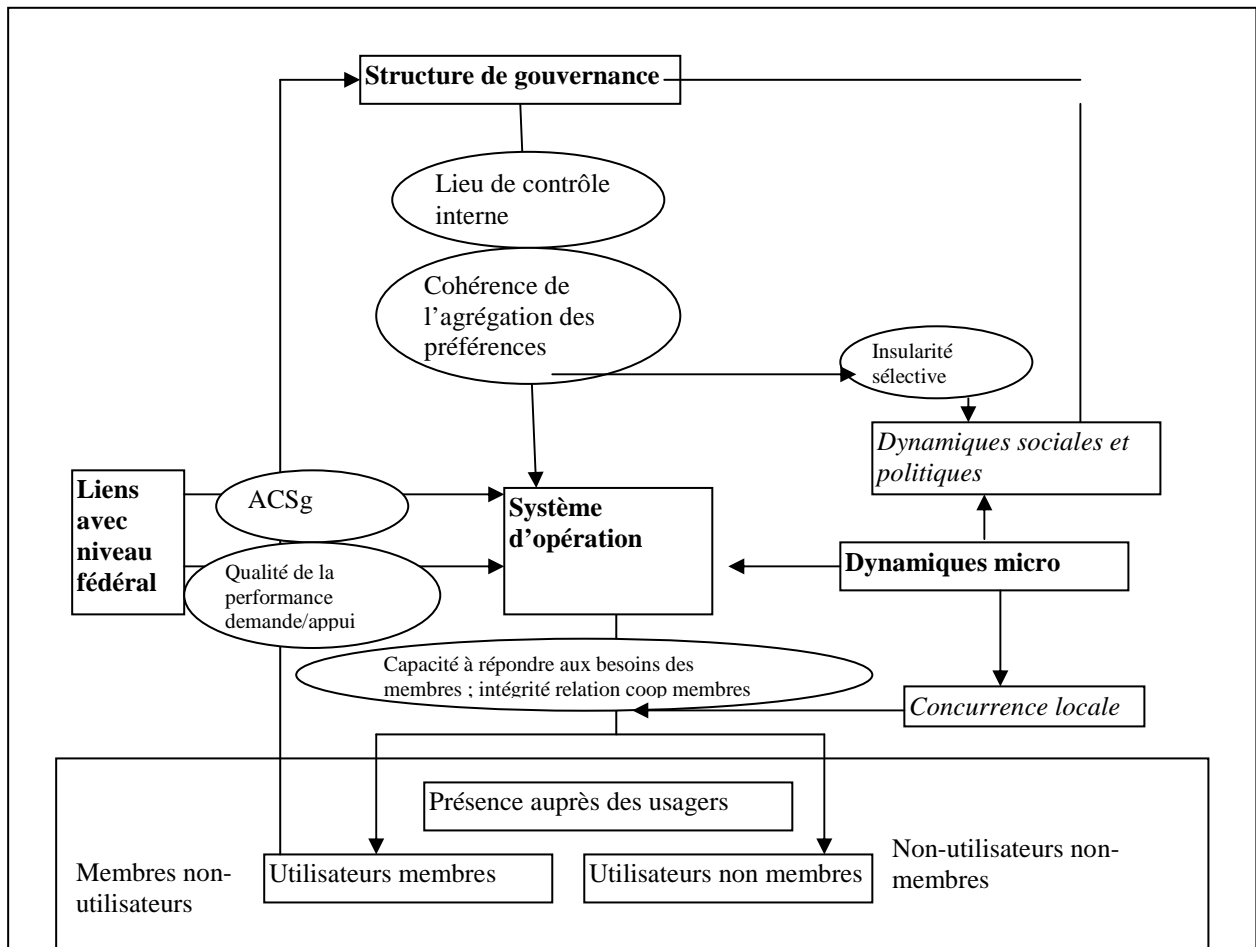 Structure de gouvernance
Lieu de contrôle
interne
Cohérence de
l’agrégation des
préférences
Insularité
sélective
Dynamiques sociales et
politiques
Liens
avec
niveau
fédéral
ACSg
Système
d’opération
Qualité de la
performance
demande/appui
Dynamiques micro
Capacité à répondre aux besoins des
membres ; intégrité relation coop membres
Concurrence locale
Présence auprès des usagers
Membres non-
utilisateurs
Utilisateurs membres
Utilisateurs non membres
Non-utilisateurs non-
membres